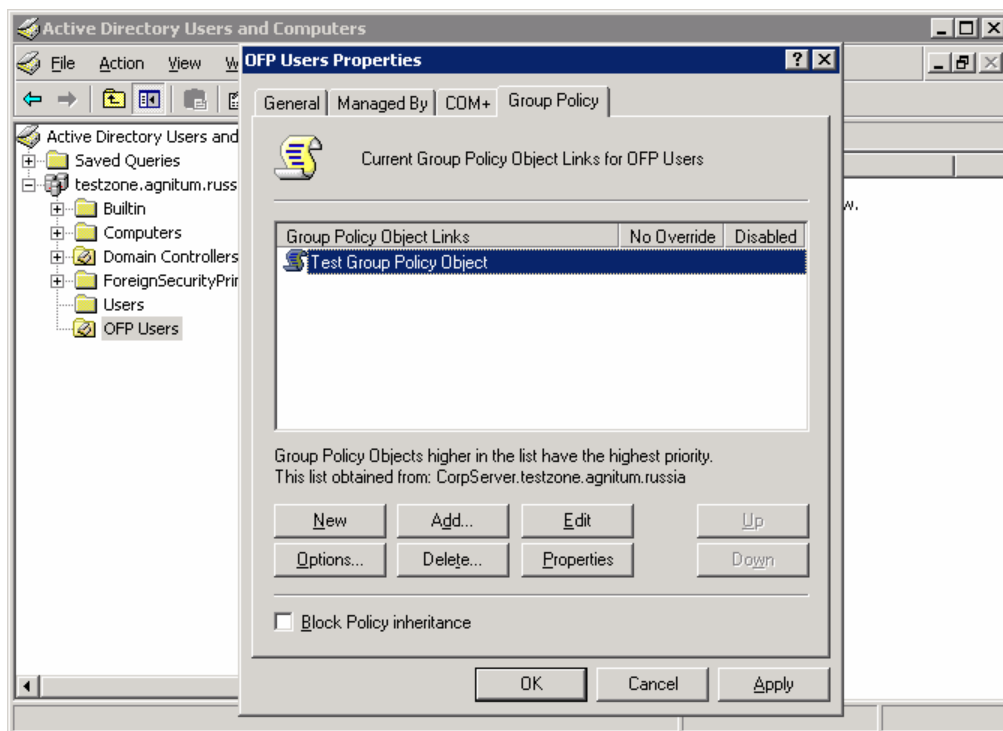 Active Directory Users and Computers
File Action View W
OFP Users Properties
General Managed By COM+ Group Policy
Active Directory Users and
Saved Queries
testzone.agnitum.russ
Builtin
Computers
Domain Controllers
ForeignSecurityPrin
Users
OFP Users
Current Group Policy Object Links for OFP Users
Group Policy Object Links No Override Disabled
Test Group Policy Object
w.
Group Policy Objects higher in the list have the highest priority.
This list obtained from: CorpServer.testzone.agnitum.russia
New Add... Edit Up
Options... Delete... Properties Down
Block Policy inheritance
OK Cancel Apply